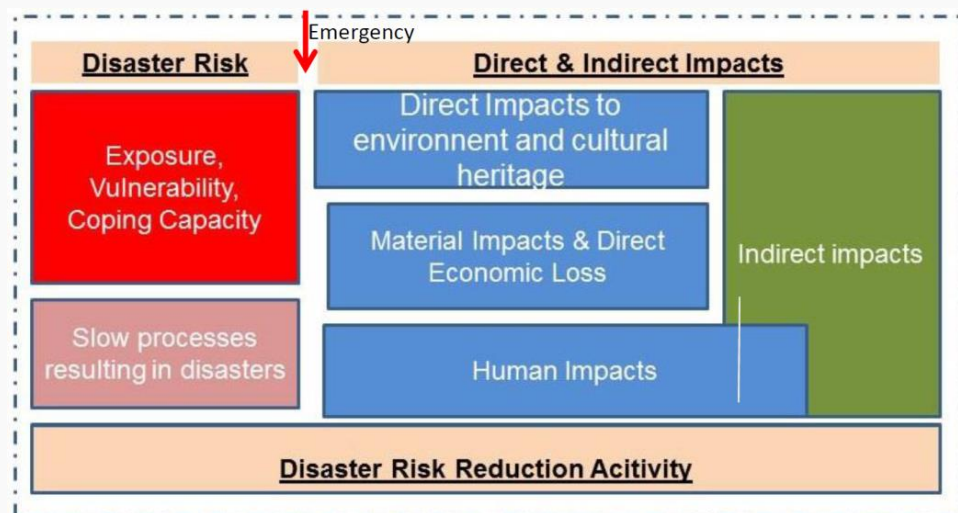 Emergency
Disaster Risk
Direct & Indirect Impacts
Exposure,
Vulnerability,
Coping Capacity
Slow processes
resulting in disasters
Direct Impacts to
environnent and cultural
heritage
Material Impacts & Direct
Economic Loss
Human Impacts
Indirect impacts
Disaster Risk Reduction Acitivity